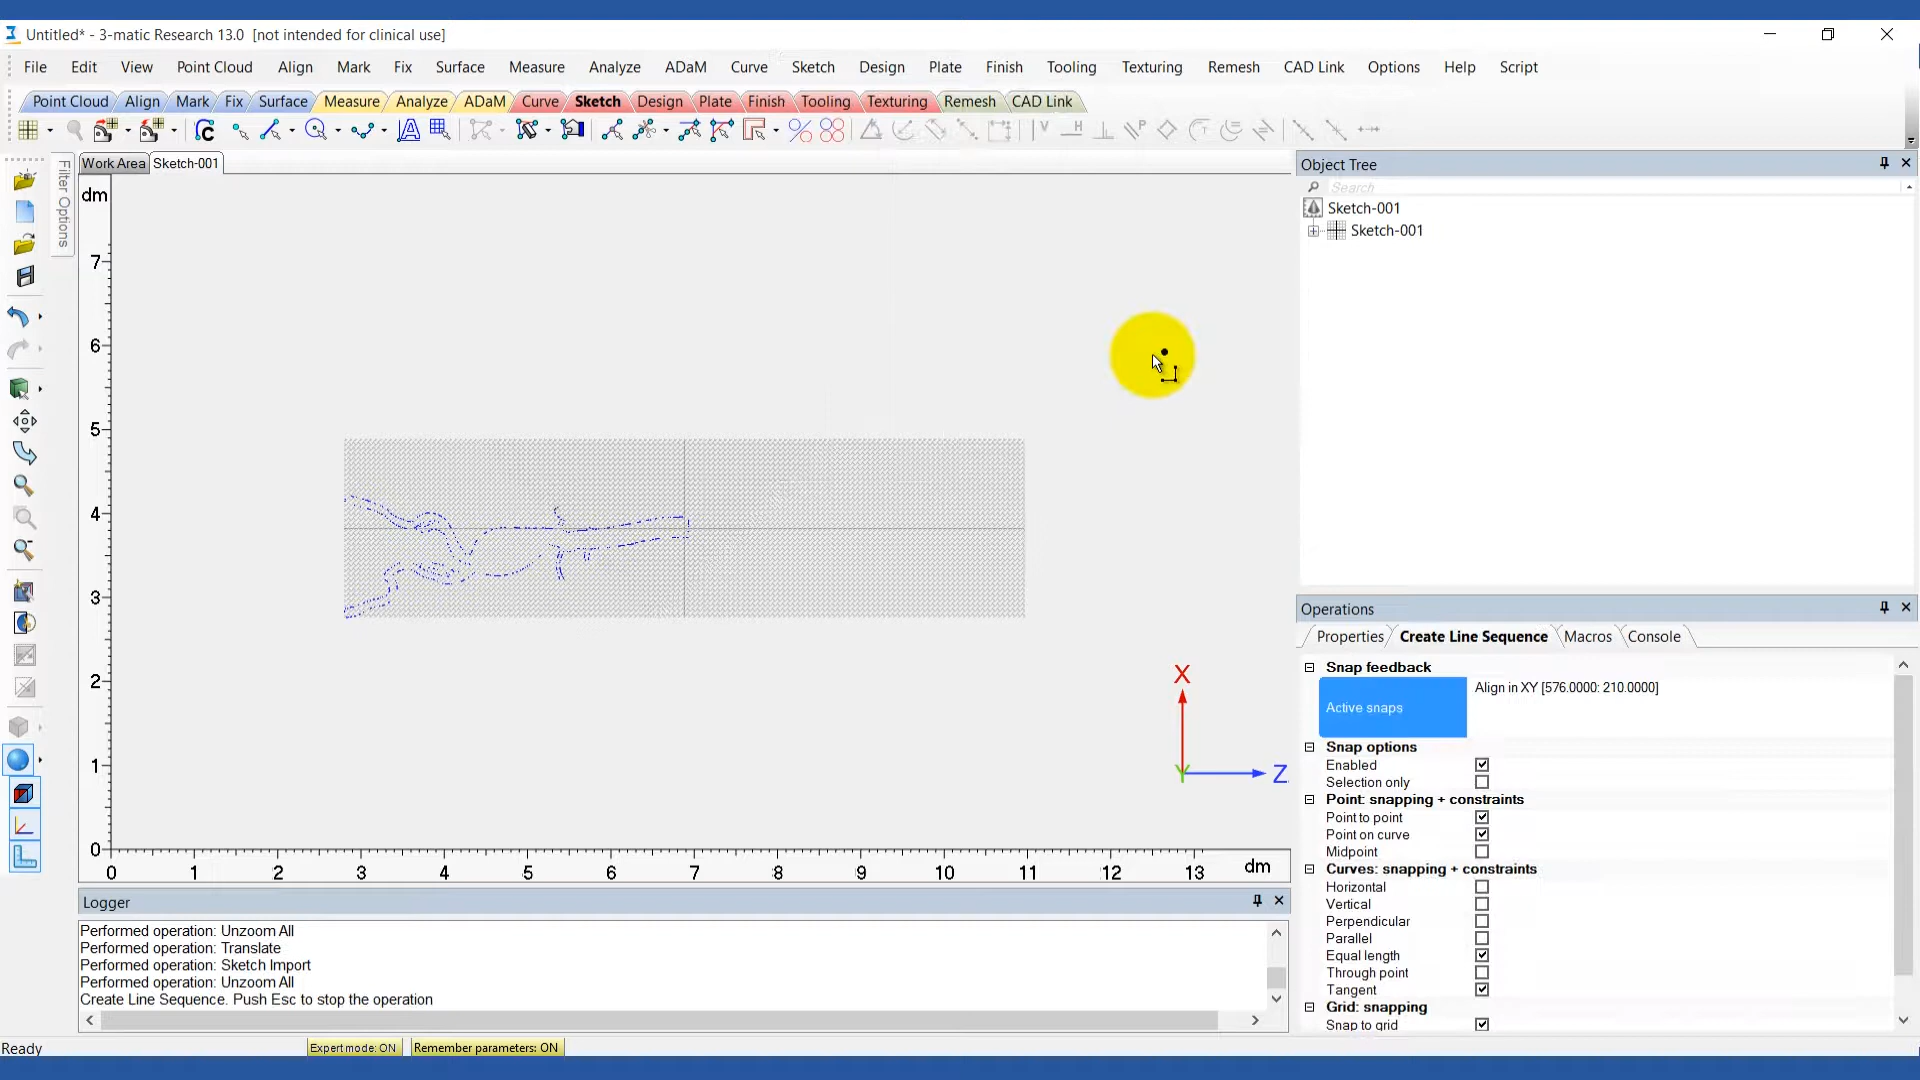 Untitled* - 3-matic Research 13.0 [not intended for clinical use]
File Edit View Point Cloud Align Mark Fix Surface Measure Analyze ADaM Curve Sketch Design Plate Finish Tooling Texturing Remesh CAD Link Options Help Script
Point Cloud Align Mark Fix Surface Measure Analyze ADaM Curve Sketch Design Plate Finish Tooling Texturing Remesh CAD Link
Work Area Sketch-001
Filter Options
dm
7
6
5
4
3
2
1
0
0 1 2 3 4 5 6 7 8 9 10 11 12 13 dm
X
Y
Z
Object Tree
Search
Sketch-001
Sketch-001
Operations
Properties Create Line Sequence Macros Console
Snap feedback
Active snaps Align in XY [576.0000: 210.0000]
Snap options
Enabled
Selection only
Point: snapping + constraints
Point to point
Point on curve
Midpoint
Curves: snapping + constraints
Horizontal
Vertical
Perpendicular
Parallel
Equal length
Through point
Tangent
Grid: snapping
Snap to grid
Logger
Performed operation: Unzoom All
Performed operation: Translate
Performed operation: Sketch Import
Performed operation: Unzoom All
Create Line Sequence. Push Esc to stop the operation
Ready Expert mode: ON Remember parameters: ON